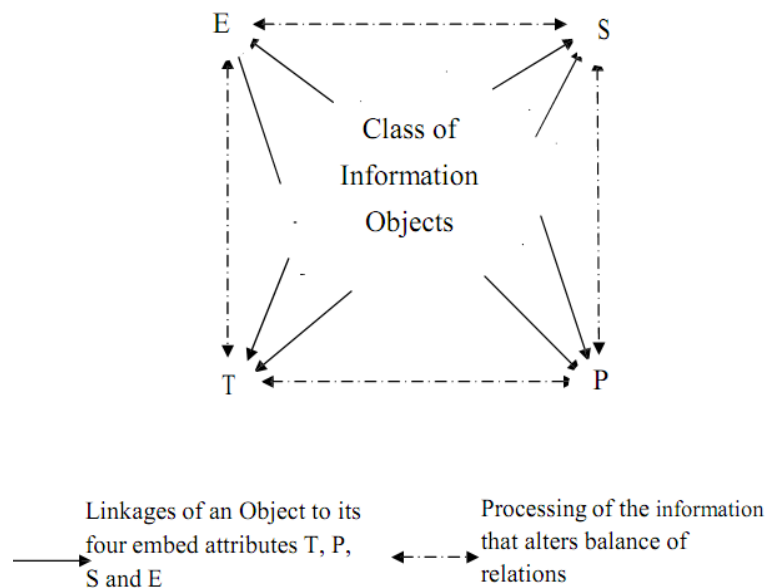 E
S
Class of
Information
Objects
T
P
Linkages of an Object to its
four embed attributes T, P,
S and E
Processing of the information
that alters balance of
relations